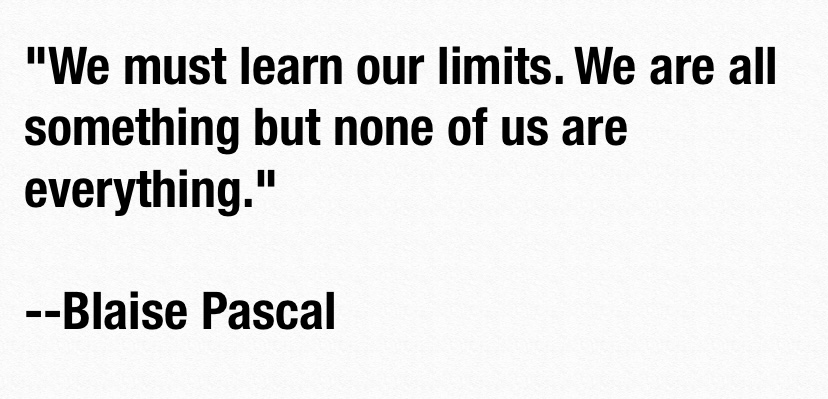 "We must learn our limits. We are all
something but none of us are
everything."
--Blaise Pascal